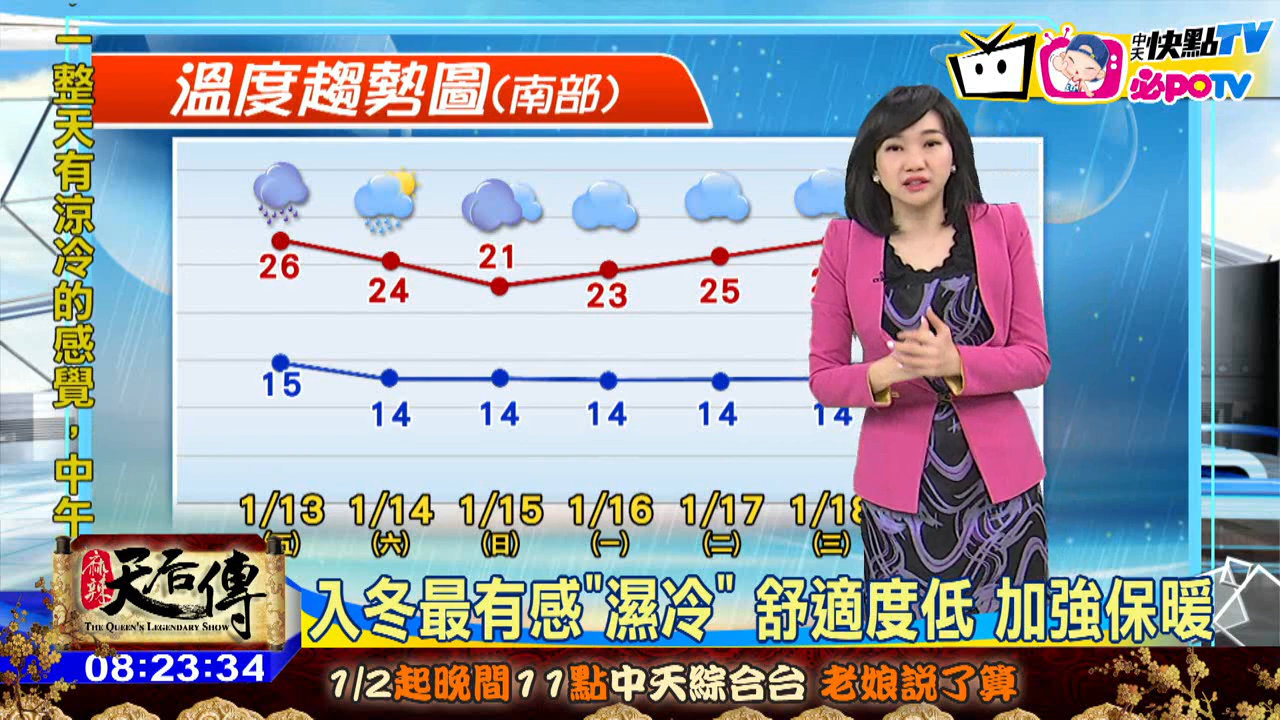 一整天有涼冷的感覺，中午
溫度趨勢圖(南部)
中天快點TV
必POTV
26 24 21 23 25
15 14 14 14 14 14
1/13 1/14 1/15 1/16 1/17 1/18
(五) (六) (日) (一) (二) (三)
麻辣天后傳
THE QUEEN'S LEGENDARY SHOW
入冬最有感"濕冷" 舒適度低 加強保暖
08:23:34
1/2起晚間11點中天綜合台 老娘說了算